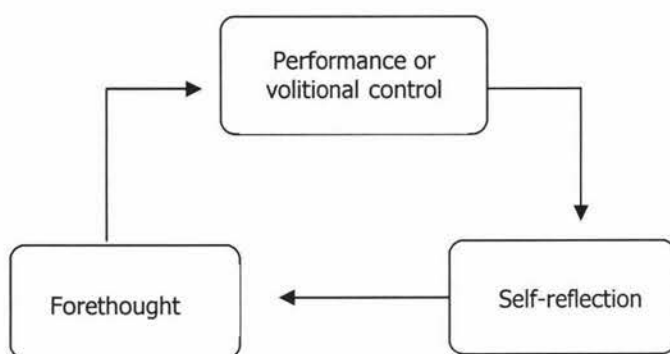 Performance or
volitional control
Forethought
Self-reflection